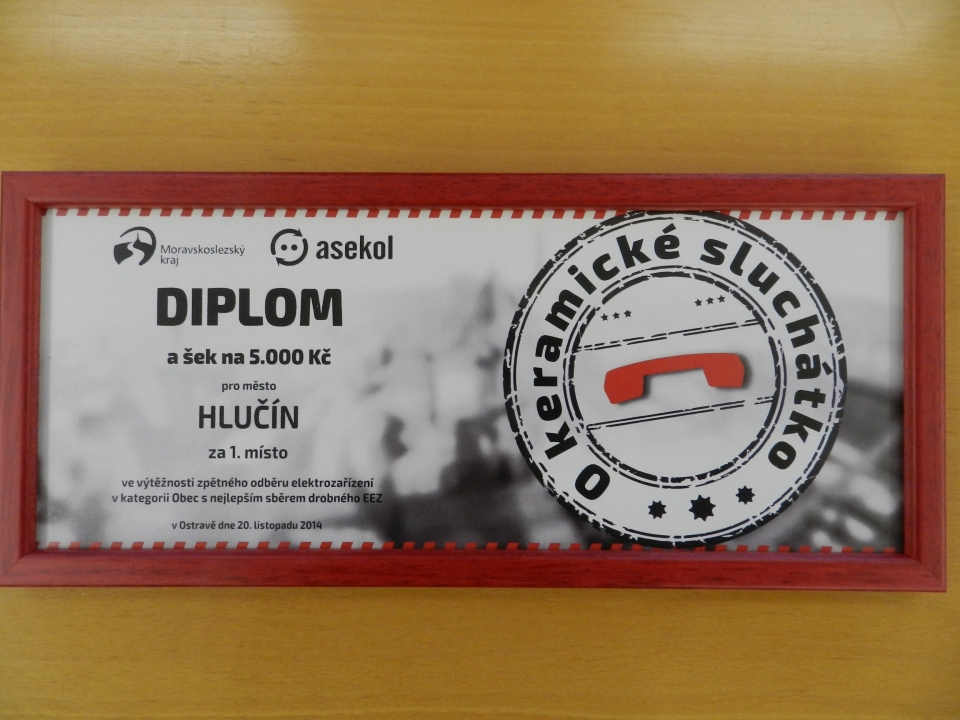 Moravskoslezský
kraj
asekol
DIPLOM
a šek na 5.000 Kč
pro město
HLUČÍN
za 1. místo
ve výtěžnosti zpětného odběru elektrozařízení
v kategorii Obec s nejlepším sběrem drobného EEZ
v Ostravě dne 20. listopadu 2014
O keramické sluchátko